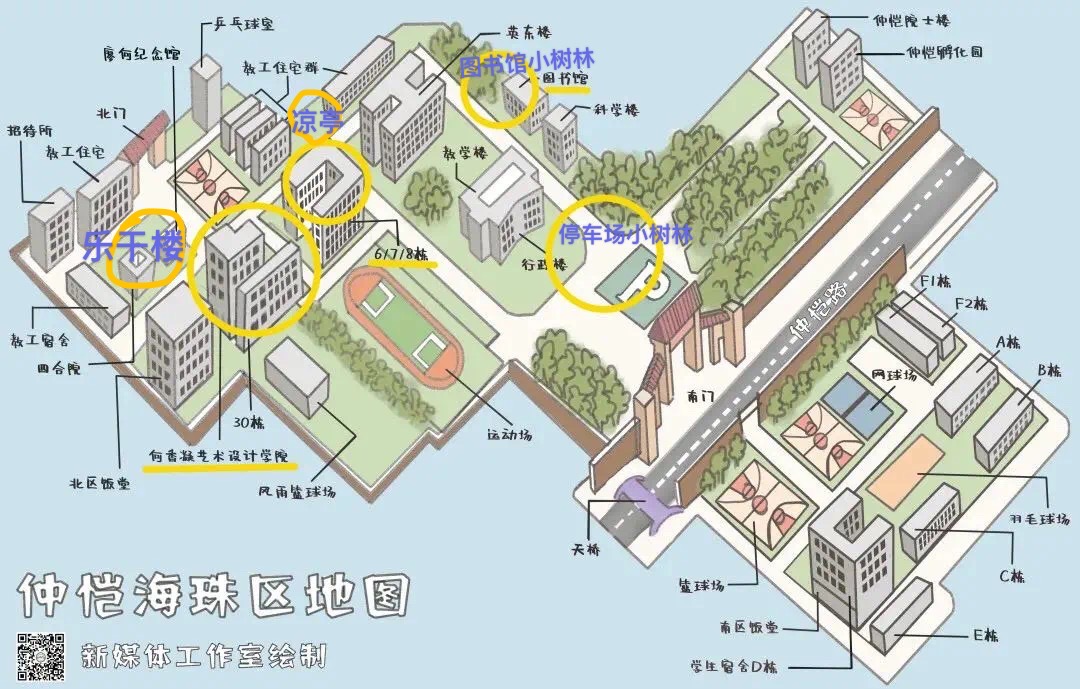 乒乓球室
英东楼
仲恺院士楼
廖何纪念馆
教工住宅群
图书馆小树林
图书馆
仲恺孵化园
北门
凉亭
科学楼
招待所
教工住宅
教学楼
乐千楼
停车场小树林
6/7/8栋
行政楼
仲恺路
F1栋
F2栋
教工宿舍
四合院
A栋
B栋
网球场
南门
30栋
运动场
何香凝艺术设计学院
北区饭堂
风雨篮球场
羽毛球场
天桥
C栋
篮球场
仲恺海珠区地图
南区饭堂
E栋
新媒体工作室绘制
学生宿舍D栋